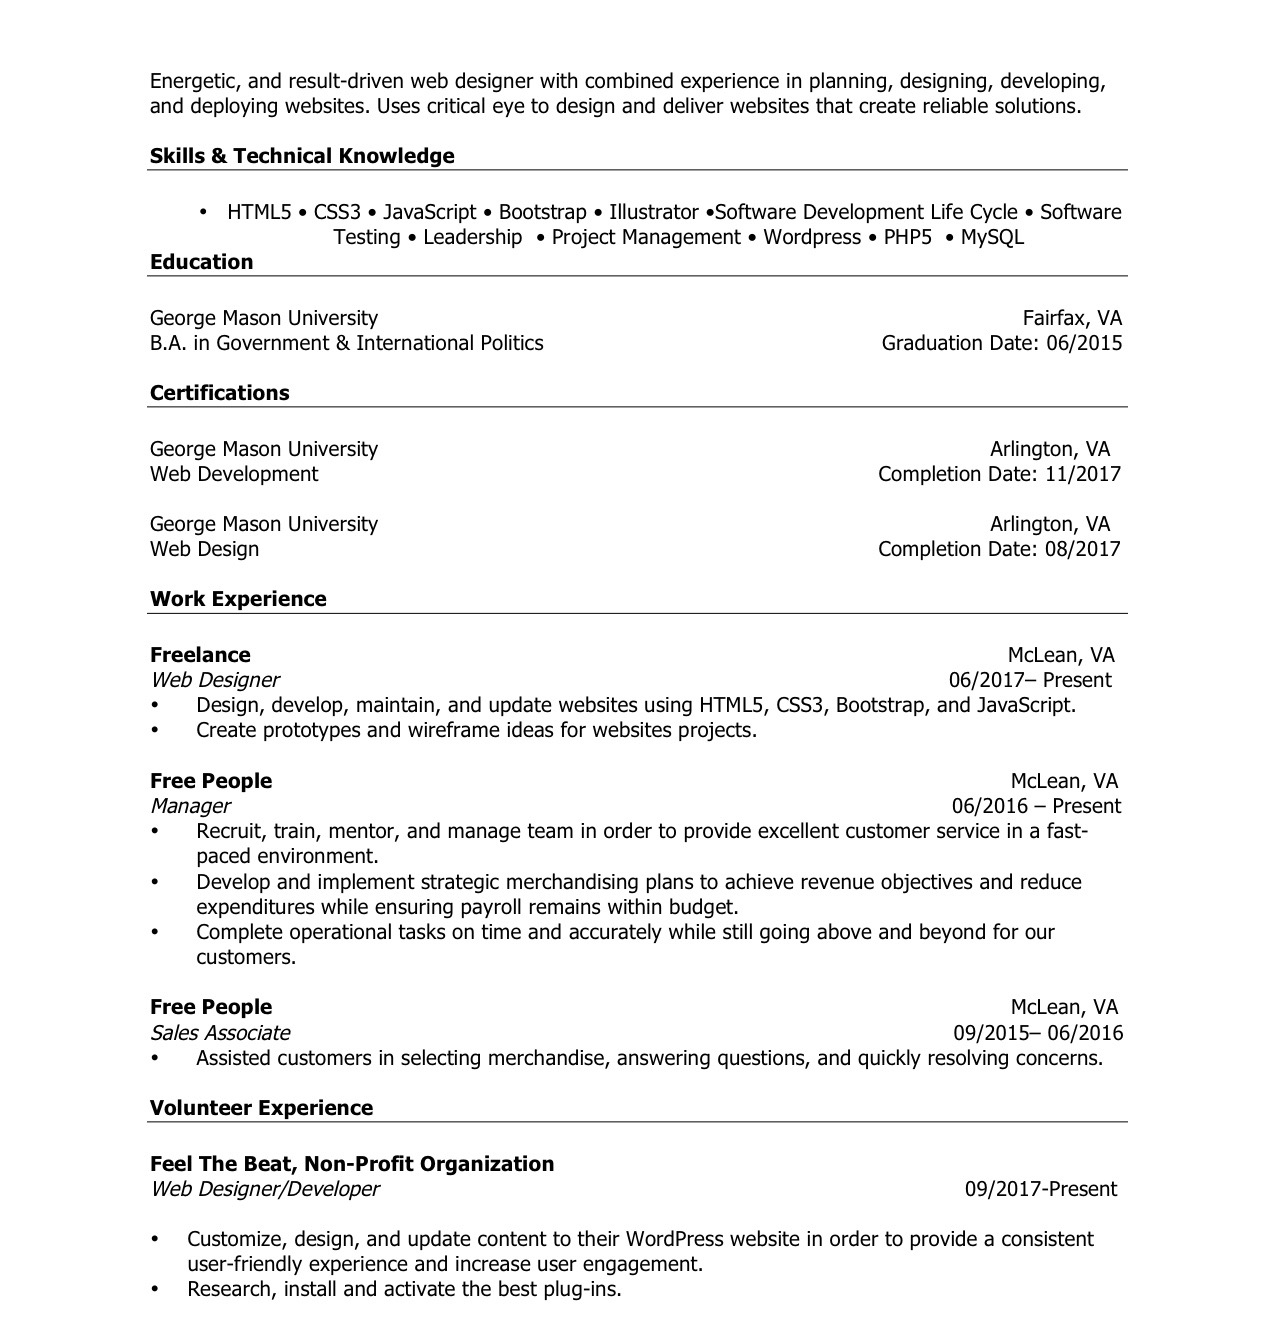 Energetic, and result-driven web designer with combined experience in planning, designing, developing,
and deploying websites. Uses critical eye to design and deliver websites that create reliable solutions.
Skills & Technical Knowledge
• HTML5 • CSS3 • JavaScript • Bootstrap • Illustrator •Software Development Life Cycle • Software
Testing • Leadership • Project Management • Wordpress • PHP5 • MySQL
Education
George Mason University Fairfax, VA
B.A. in Government & International Politics Graduation Date: 06/2015
Certifications
George Mason University Arlington, VA
Web Development Completion Date: 11/2017
George Mason University Arlington, VA
Web Design Completion Date: 08/2017
Work Experience
Freelance McLean, VA
Web Designer 06/2017– Present
• Design, develop, maintain, and update websites using HTML5, CSS3, Bootstrap, and JavaScript.
• Create prototypes and wireframe ideas for websites projects.
Free People McLean, VA
Manager 06/2016 – Present
• Recruit, train, mentor, and manage team in order to provide excellent customer service in a fast-
paced environment.
• Develop and implement strategic merchandising plans to achieve revenue objectives and reduce
expenditures while ensuring payroll remains within budget.
• Complete operational tasks on time and accurately while still going above and beyond for our
customers.
Free People McLean, VA
Sales Associate 09/2015– 06/2016
• Assisted customers in selecting merchandise, answering questions, and quickly resolving concerns.
Volunteer Experience
Feel The Beat, Non-Profit Organization
Web Designer/Developer 09/2017-Present
• Customize, design, and update content to their WordPress website in order to provide a consistent
user-friendly experience and increase user engagement.
• Research, install and activate the best plug-ins.